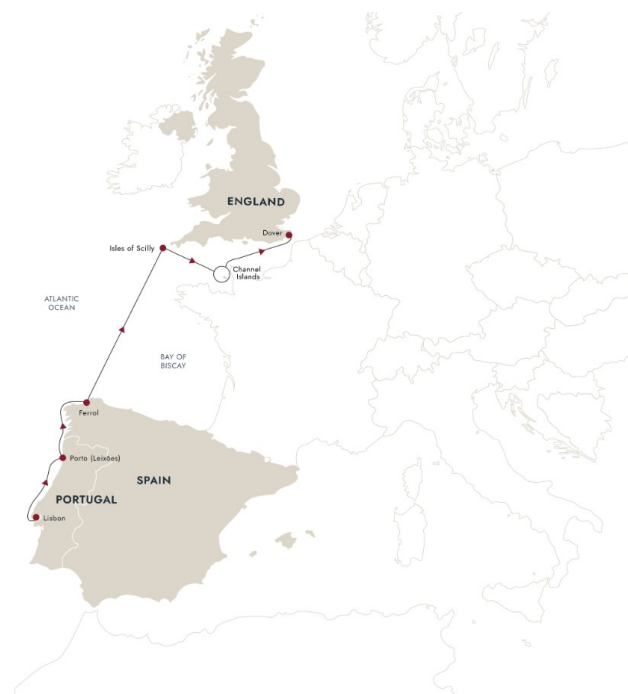 ENGLAND
Dover
Isles of Scilly
Channel
Islands
ATLANTIC
OCEAN
BAY OF
BISCAY
Ferrol
Porto (Leixões)
SPAIN
PORTUGAL
Lisbon